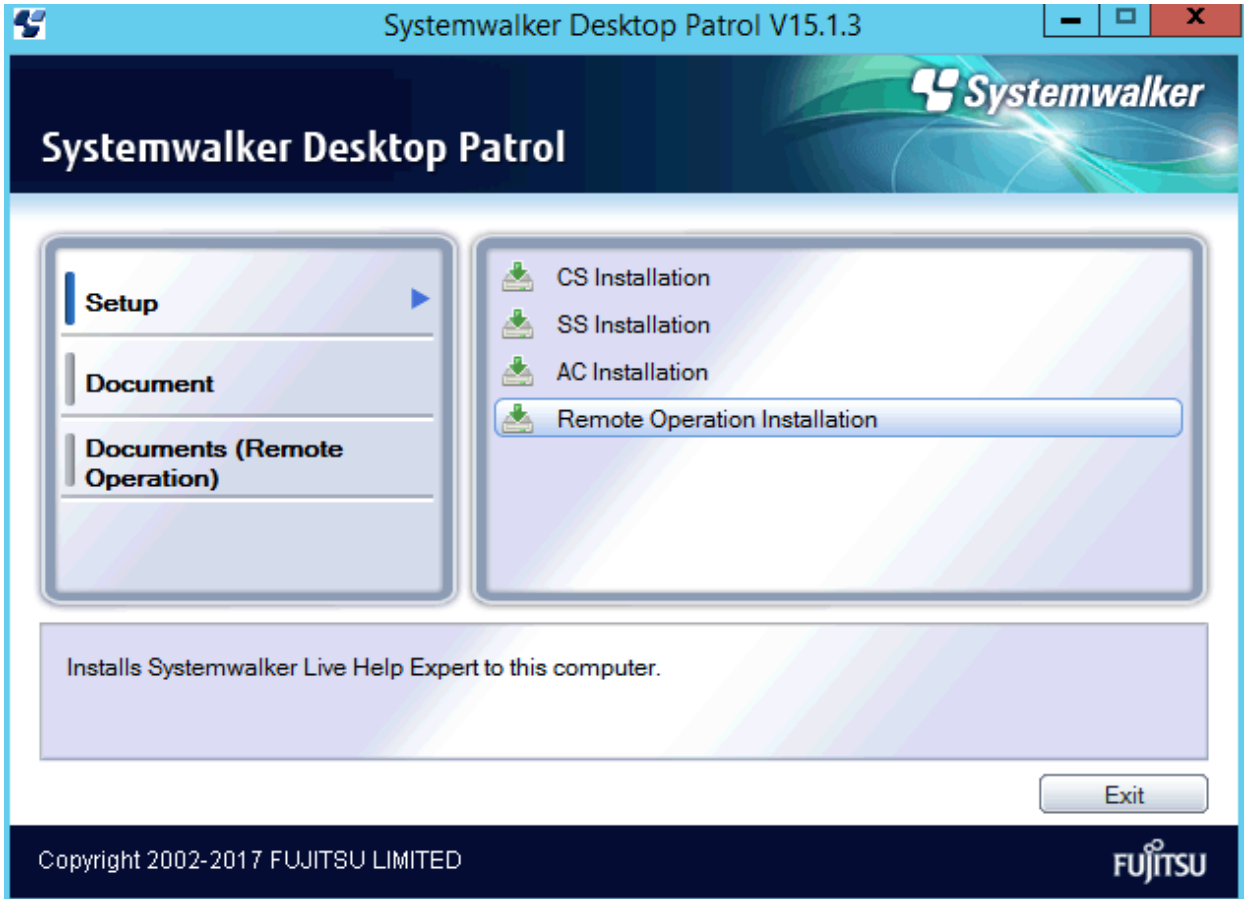 Systemwalker Desktop Patrol V15.1.3
Systemwalker
Systemwalker Desktop Patrol
Setup
Document
Documents (Remote
Operation)
CS Installation
SS Installation
AC Installation
Remote Operation Installation
Installs Systemwalker Live Help Expert to this computer.
Exit
Copyright 2002-2017 FUJITSU LIMITED
FUJITSU